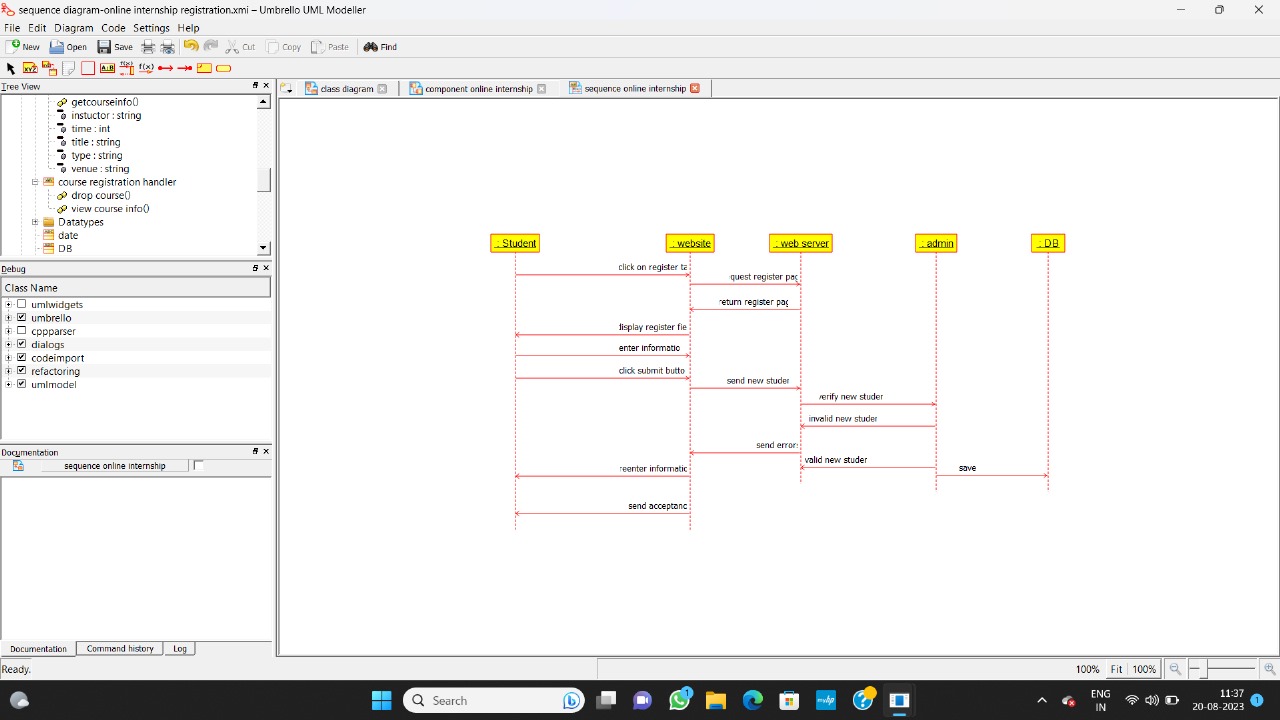 sequence diagram-online internship registration.xmi – Umbrello UML Modeller
File Edit Diagram Code Settings Help
New Open Save Cut Copy Paste Find
Tree View
class diagram component online internship sequence online internship
getcourseinfo()
instuctor : string
time : int
title : string
type : string
venue : string
course registration handler
drop course()
view course info()
Datatypes
date
DB
Debug
Class Name
umlwidgets
umbrello
cppparser
dialogs
codeimport
refactoring
umlmodel
Documentation
sequence online internship
Documentation Command history Log
: Student : website : web server : admin : DB
click on register ta
quest register pag
return register pag
display register fie
enter informatio
click submit butto
send new studer
verify new studer
invalid new studer
send error:
valid new studer
reenter informatic
save
send acceptanc
Ready.
100% Fit 100%
Search
1
myhp
ENG
IN
11:37
20-08-2023
1